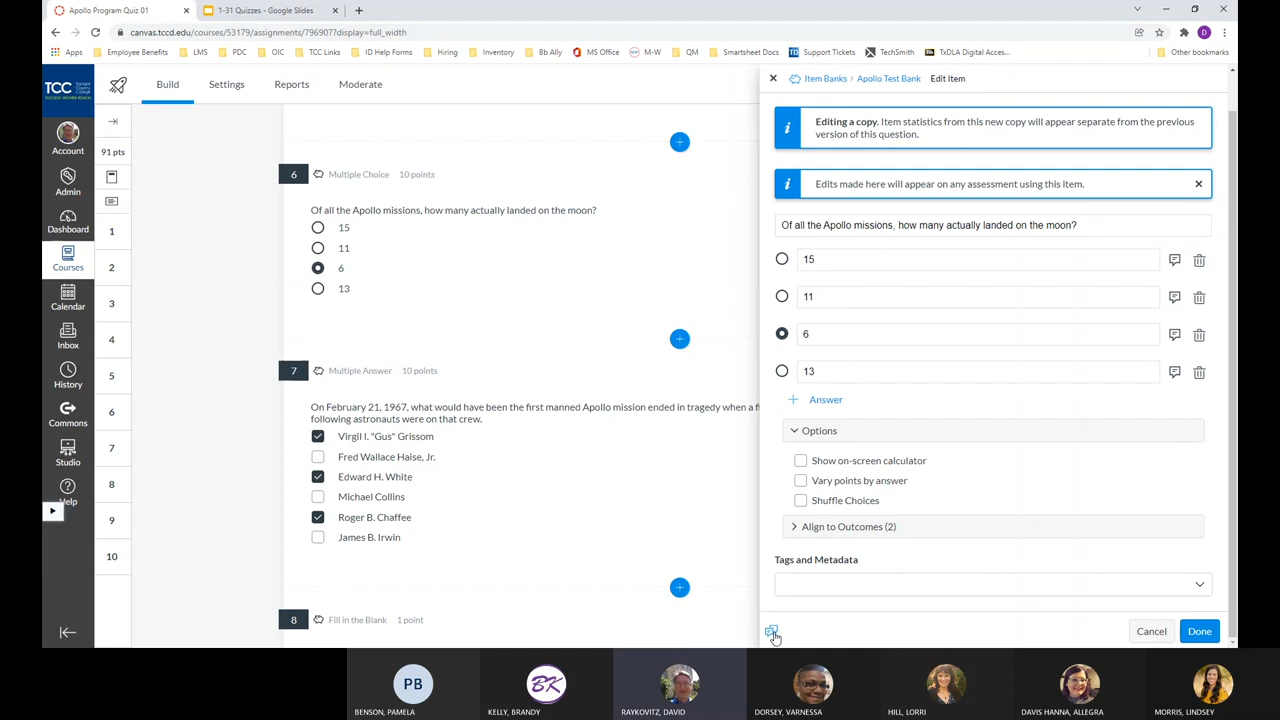 Apollo Program Quiz 01
1-31 Quizzes - Google Slides
canvas.tccd.edu/courses/53179/assignments/796907?display=full_width
Apps
Employee Benefits
LMS
PDC
OIC
TCC Links
ID Help Forms
Hiring
Inventory
Bb Ally
MS Office
M-W
QM
Smartsheet Docs
TD
Support Tickets
TechSmith
TxDLA Digital Acces...
Other bookmarks
D
TCC
Tarrant County College
SUCCESS WITHIN REACH
Account
Admin
Dashboard
Courses
Calendar
Inbox
History
Commons
Studio
Help
Build
Settings
Reports
Moderate
91 pts
1
2
3
4
5
6
7
8
9
10
6
Multiple Choice
10 points
Of all the Apollo missions, how many actually landed on the moon?
15
11
6
13
7
Multiple Answer
10 points
On February 21, 1967, what would have been the first manned Apollo mission ended in tragedy when a fi
following astronauts were on that crew.
Virgil I. "Gus" Grissom
Fred Wallace Haise, Jr.
Edward H. White
Michael Collins
Roger B. Chaffee
James B. Irwin
8
Fill in the Blank
1 point
Item Banks > Apollo Test Bank
Edit Item
Editing a copy. Item statistics from this new copy will appear separate from the previous
version of this question.
Edits made here will appear on any assessment using this item.
Of all the Apollo missions, how many actually landed on the moon?
15
11
6
13
+ Answer
Options
Show on-screen calculator
Vary points by answer
Shuffle Choices
Align to Outcomes (2)
Tags and Metadata
Cancel
Done
PB
BK
BENSON, PAMELA
KELLY, BRANDY
RAYKOVITZ, DAVID
DORSEY, VARNESSA
HILL, LORRI
DAVIS HANNA, ALLEGRA
MORRIS, LINDSEY